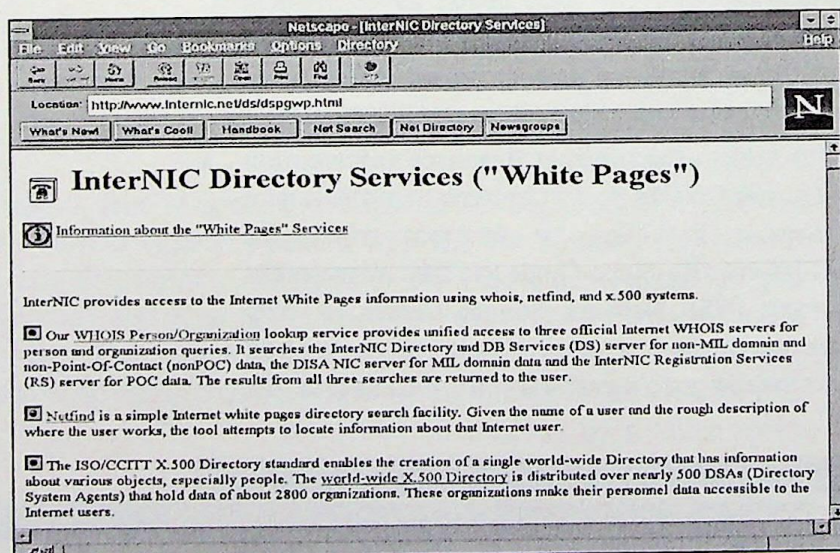 Netscape - [InterNIC Directory Services]
File Edit View Go Bookmarks Options Directory Help
Back Home Reload Open Print Find
Location: http://www.internic.net/ds/dspgwp.html
N
What's New! What's Cool! Handbook Net Search Net Directory Newsgroups
InterNIC Directory Services ("White Pages")
Information about the "White Pages" Services
InterNIC provides access to the Internet White Pages information using whois, netfind, and x.500 systems.
Our WHOIS Person/Organization lookup service provides unified access to three official Internet WHOIS servers for
person and organization queries. It searches the InterNIC Directory and DB Services (DS) server for non-MIL domain and
non-Point-Of-Contact (nonPOC) data, the DISA NIC server for MIL domain data and the InterNIC Registration Services
(RS) server for POC data. The results from all three searches are returned to the user.
Netfind is a simple Internet white pages directory search facility. Given the name of a user and the rough description of
where the user works, the tool attempts to locate information about that Internet user.
The ISO/CCITT X.500 Directory standard enables the creation of a single world-wide Directory that has information
about various objects, especially people. The world-wide X.500 Directory is distributed over nearly 500 DSAs (Directory
System Agents) that hold data of about 2800 organizations. These organizations make their personnel data accessible to the
Internet users.